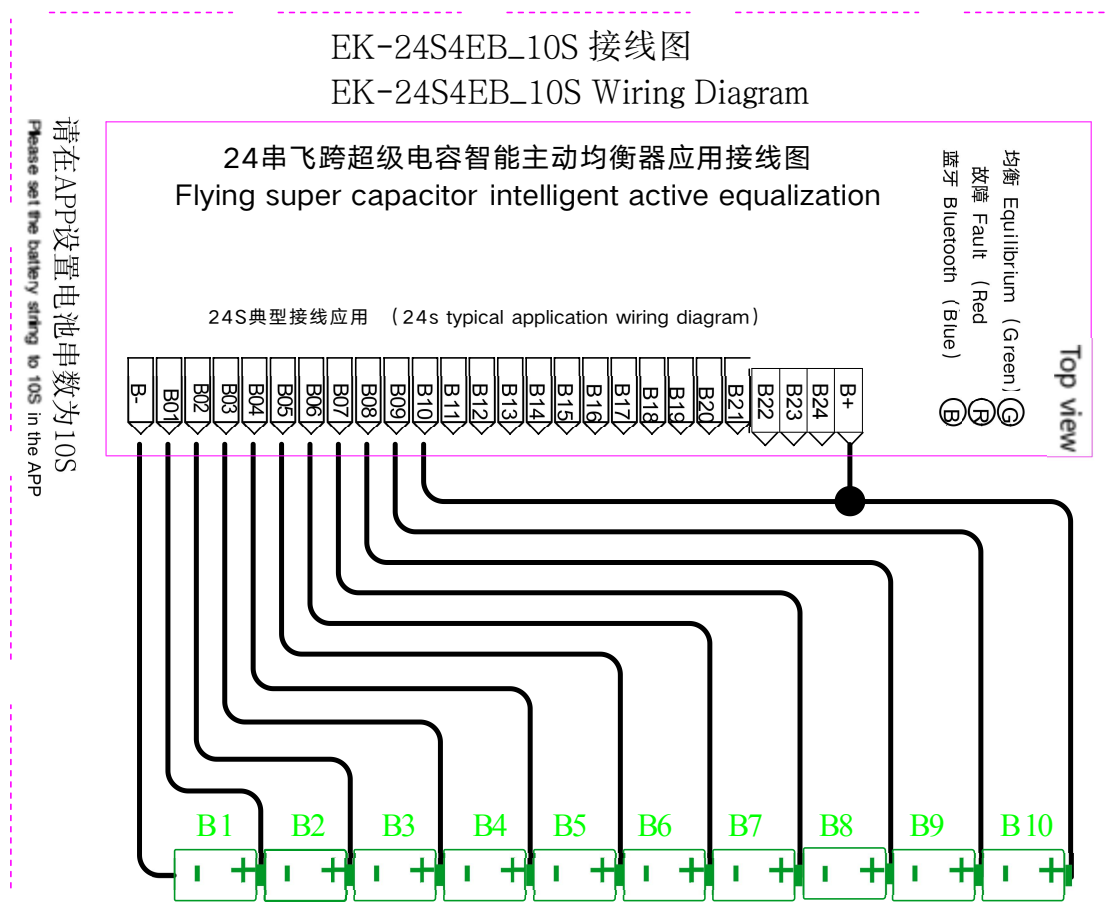 EK-24S4EB_10S 接线图
EK-24S4EB_10S Wiring Diagram
请在APP设置电池串数为10S
Please set the battery string to 10S in the APP
24串飞跨超级电容智能主动均衡器应用接线图
Flying super capacitor intelligent active equalization
均衡 Equilibrium (Green)
故障 Fault (Red
蓝牙 Bluetooth (Blue)
G
R
B
Top view
24S典型接线应用 (24s typical application wiring diagram)
B- B01 B02 B03 B04 B05 B06 B07 B08 B09 B10 B11 B12 B13 B14 B15 B16 B17 B18 B19 B20 B21 B22 B23 B24 B+
B1 B2 B3 B4 B5 B6 B7 B8 B9 B10
- + - + - + - + - + - + - + - + - + - +